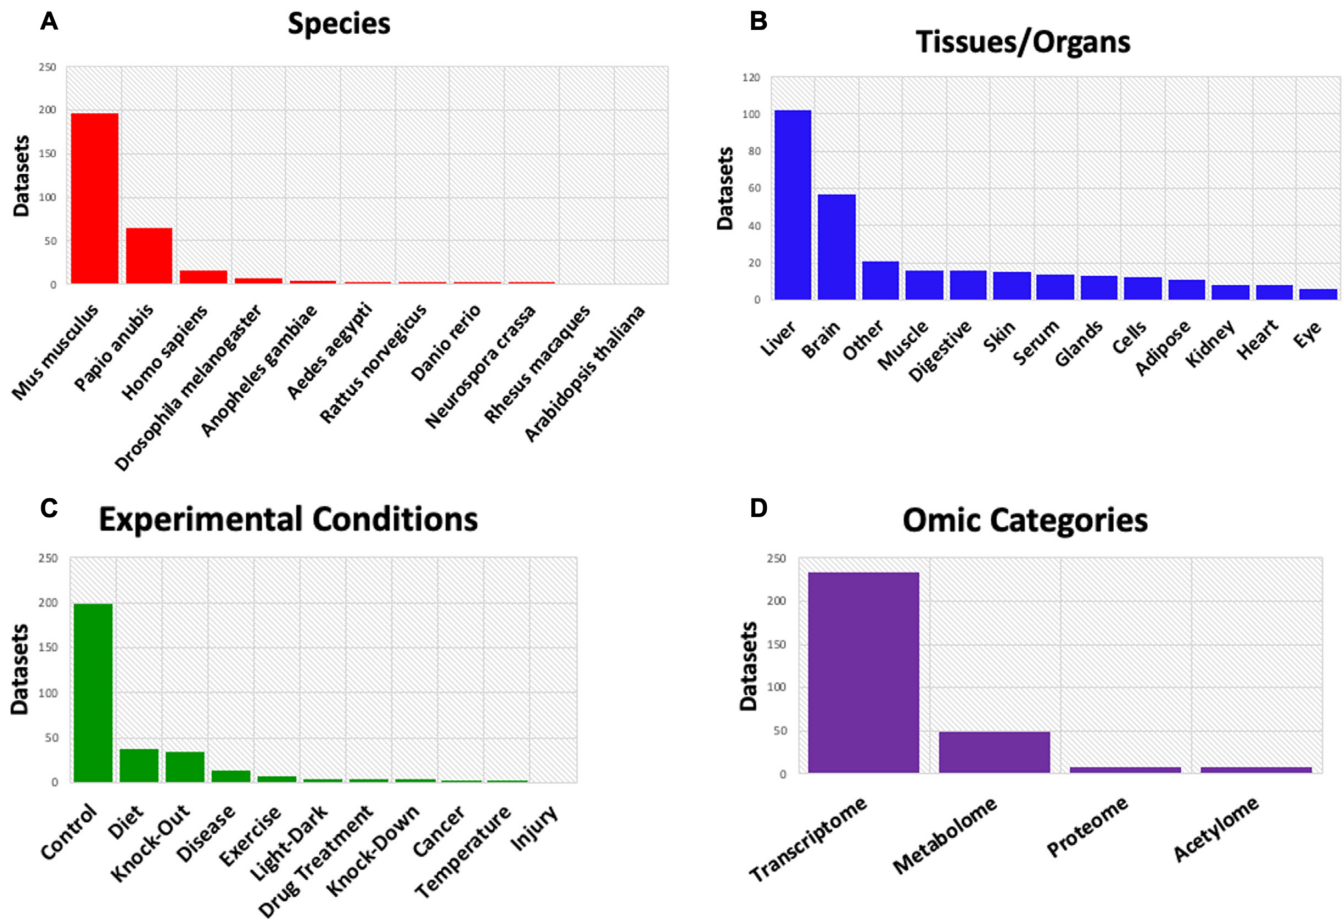 A
Species
Datasets
250
200
150
100
50
0
Mus musculus
Papio anubis
Homo sapiens
Drosophila melanogaster
Anopheles gambiae
Aedes aegypti
Rattus norvegicus
Danio rerio
Neurospora crassa
Rhesus macaques
Arabidopsis thaliana
B
Tissues/Organs
Datasets
120
100
80
60
40
20
0
Liver
Brain
Other
Muscle
Digestive
Skin
Serum
Glands
Cells
Adipose
Kidney
Heart
Eye
C
Experimental Conditions
Datasets
250
200
150
100
50
0
Control
Diet
Knock-Out
Disease
Exercise
Light-Dark
Drug Treatment
Knock-Down
Cancer
Temperature
Injury
D
Omic Categories
Datasets
250
200
150
100
50
0
Transcriptome
Metabolome
Proteome
Acetylome